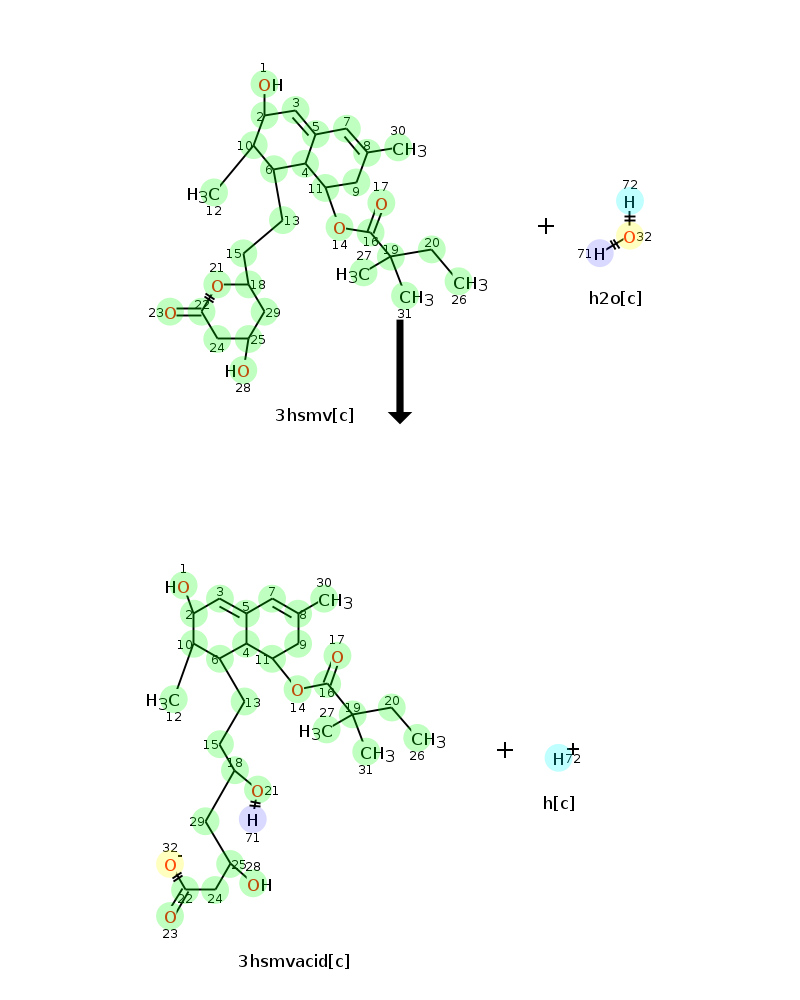 1
OH
2
3
5
7
8
30
CH3
10
6
4
11
9
17
O
H3C
12
13
O
14
16
19
20
27
H3C
CH3
26
CH3
31
15
21
O
18
22
23
O
29
24
25
HO
28
3hsmv[c]
+
72
H
71
H
O
32
h2o[c]
1
HO
2
3
5
7
8
30
CH3
10
6
4
11
9
17
O
H3C
12
13
O
14
16
19
20
27
H3C
CH3
26
CH3
31
15
18
O
21
H
71
29
32
O-
25
28
OH
22
24
O
23
3hsmvacid[c]
+
H+
72
h[c]